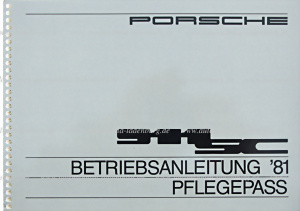 PORSCHE
911 SC
BETRIEBSANLEITUNG '81
PFLEGEPASS